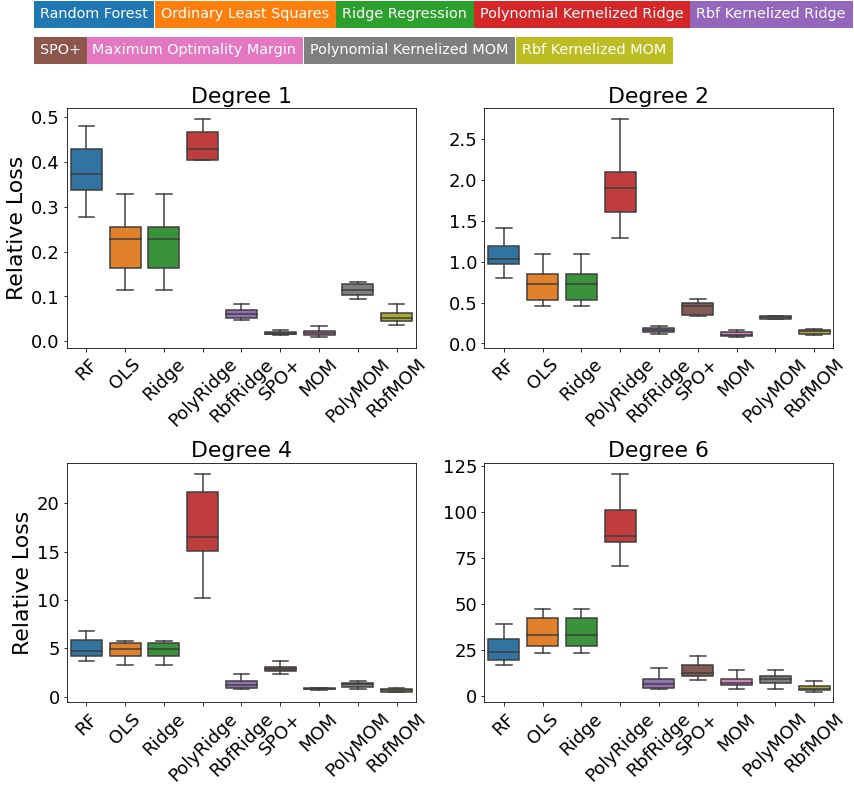 Random Forest Ordinary Least Squares Ridge Regression Polynomial Kernelized Ridge Rbf Kernelized Ridge
SPO+ Maximum Optimality Margin Polynomial Kernelized MOM Rbf Kernelized MOM
Degree 1
Relative Loss
0.5
0.4
0.3
0.2
0.1
0.0
RF OLS Ridge PolyRidge RbfRidge SPO+ MOM PolyMOM RbfMOM
Degree 2
2.5
2.0
1.5
1.0
0.5
0.0
RF OLS Ridge PolyRidge RbfRidge SPO+ MOM PolyMOM RbfMOM
Degree 4
Relative Loss
20
15
10
5
0
RF OLS Ridge PolyRidge RbfRidge SPO+ MOM PolyMOM RbfMOM
Degree 6
125
100
75
50
25
0
RF OLS Ridge PolyRidge RbfRidge SPO+ MOM PolyMOM RbfMOM